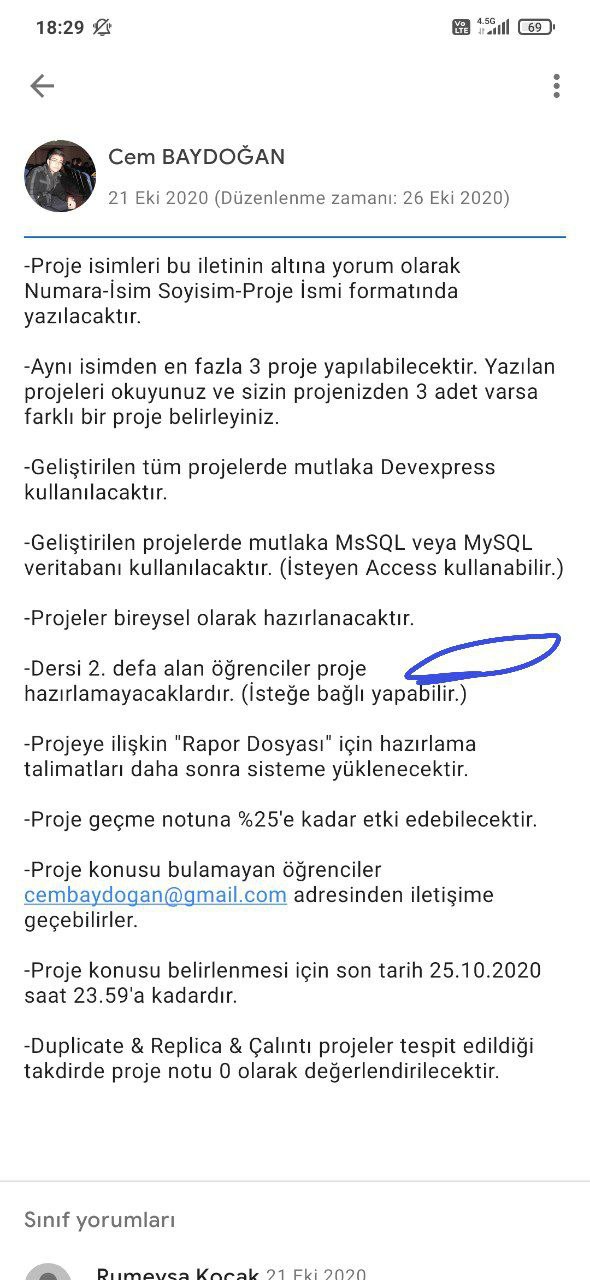 18:29
Vo LTE 4.5G 69
Cem BAYDOĞAN
21 Eki 2020 (Düzenlenme zamanı: 26 Eki 2020)
-Proje isimleri bu iletinin altına yorum olarak
Numara-İsim Soyisim-Proje İsmi formatında
yazılacaktır.
-Aynı isimden en fazla 3 proje yapılabilecektir. Yazılan
projeleri okuyunuz ve sizin projenizden 3 adet varsa
farklı bir proje belirleyiniz.
-Geliştirilen tüm projelerde mutlaka Devexpress
kullanılacaktır.
-Geliştirilen projelerde mutlaka MsSQL veya MySQL
veritabanı kullanılacaktır. (İsteyen Access kullanabilir.)
-Projeler bireysel olarak hazırlanacaktır.
-Dersi 2. defa alan öğrenciler proje
hazırlamayacaklardır. (İsteğe bağlı yapabilir.)
-Projeye ilişkin "Rapor Dosyası" için hazırlama
talimatları daha sonra sisteme yüklenecektir.
-Proje geçme notuna %25'e kadar etki edebilecektir.
-Proje konusu bulamayan öğrenciler
cembaydogan@gmail.com adresinden iletişime
geçebilirler.
-Proje konusu belirlenmesi için son tarih 25.10.2020
saat 23.59'a kadardır.
-Duplicate & Replica & Çalıntı projeler tespit edildiği
takdirde proje notu 0 olarak değerlendirilecektir.
Sınıf yorumları
Rumeysa Koçak 21 Eki 2020